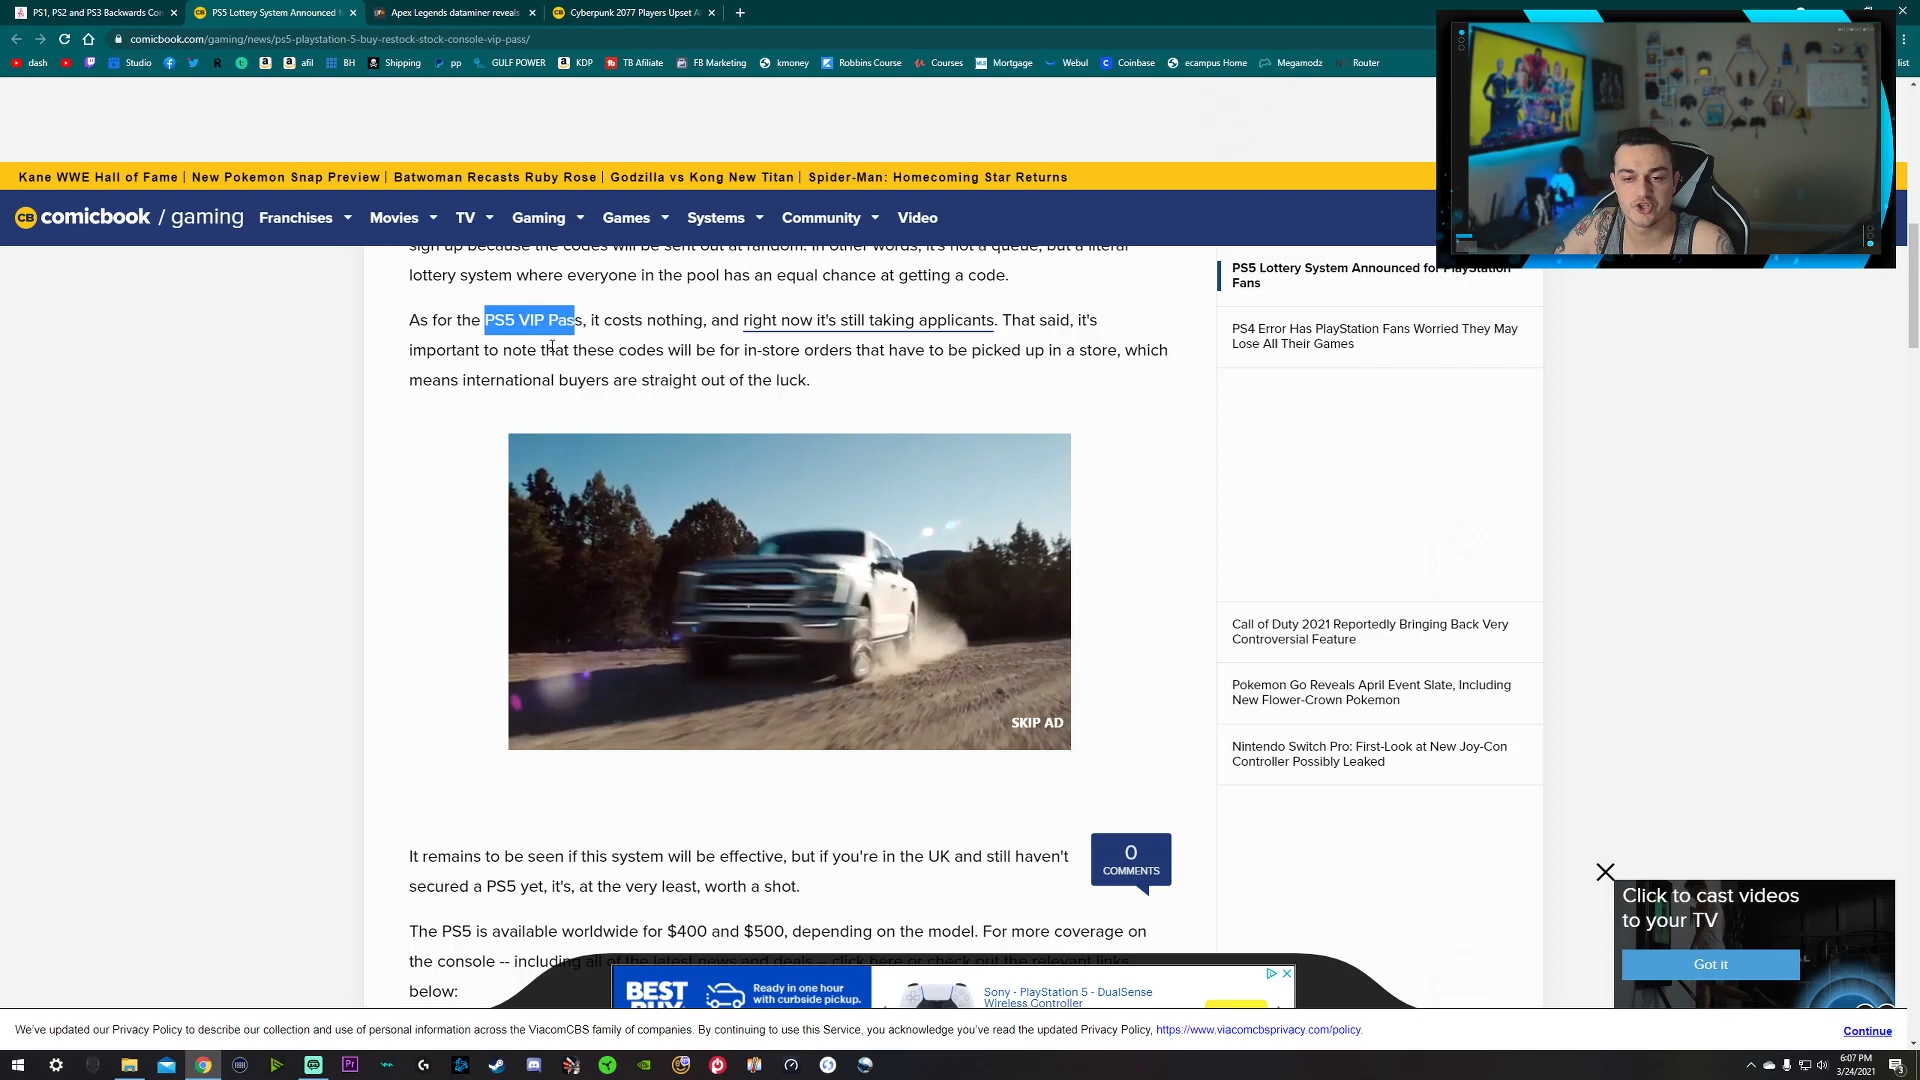 PS1, PS2 and PS3 Backwards Con
PS5 Lottery System Announced f
Apex Legends dataminer reveals
Cyberpunk 2077 Players Upset A
comicbook.com/gaming/news/ps5-playstation-5-buy-restock-stock-console-vip-pass/
dash
Studio
afil
BH
Shipping
pp
GULF POWER
KDP
TB Afiliate
FB Marketing
kmoney
Robbins Course
Courses
Mortgage
Webul
Coinbase
ecampus Home
Megamodz
Router
list
Kane WWE Hall of Fame | New Pokemon Snap Preview | Batwoman Recasts Ruby Rose | Godzilla vs Kong New Titan | Spider-Man: Homecoming Star Returns
CB comicbook / gaming
Franchises
Movies
TV
Gaming
Games
Systems
Community
Video
sign up because the codes will be sent out at random. In other words, it's not a queue, but a literal
lottery system where everyone in the pool has an equal chance at getting a code.
As for the PS5 VIP Pass, it costs nothing, and right now it's still taking applicants. That said, it's
important to note that these codes will be for in-store orders that have to be picked up in a store, which
means international buyers are straight out of the luck.
SKIP AD
It remains to be seen if this system will be effective, but if you're in the UK and still haven't
secured a PS5 yet, it's, at the very least, worth a shot.
0
COMMENTS
The PS5 is available worldwide for $400 and $500, depending on the model. For more coverage on
the console -- including all of the latest news and deals -- click here or check out the relevant links
below:
PS5 Lottery System Announced for PlayStation
Fans
PS4 Error Has PlayStation Fans Worried They May
Lose All Their Games
Call of Duty 2021 Reportedly Bringing Back Very
Controversial Feature
Pokemon Go Reveals April Event Slate, Including
New Flower-Crown Pokemon
Nintendo Switch Pro: First-Look at New Joy-Con
Controller Possibly Leaked
Click to cast videos
to your TV
Got it
BEST
Ready in one hour
with curbside pickup.
Sony - PlayStation 5 - DualSense
Wireless Controller
We've updated our Privacy Policy to describe our collection and use of personal information across the ViacomCBS family of companies. By continuing to use this Service, you acknowledge you've read the updated Privacy Policy, https://www.viacomcbsprivacy.com/policy.
Continue
6:07 PM
3/24/2021